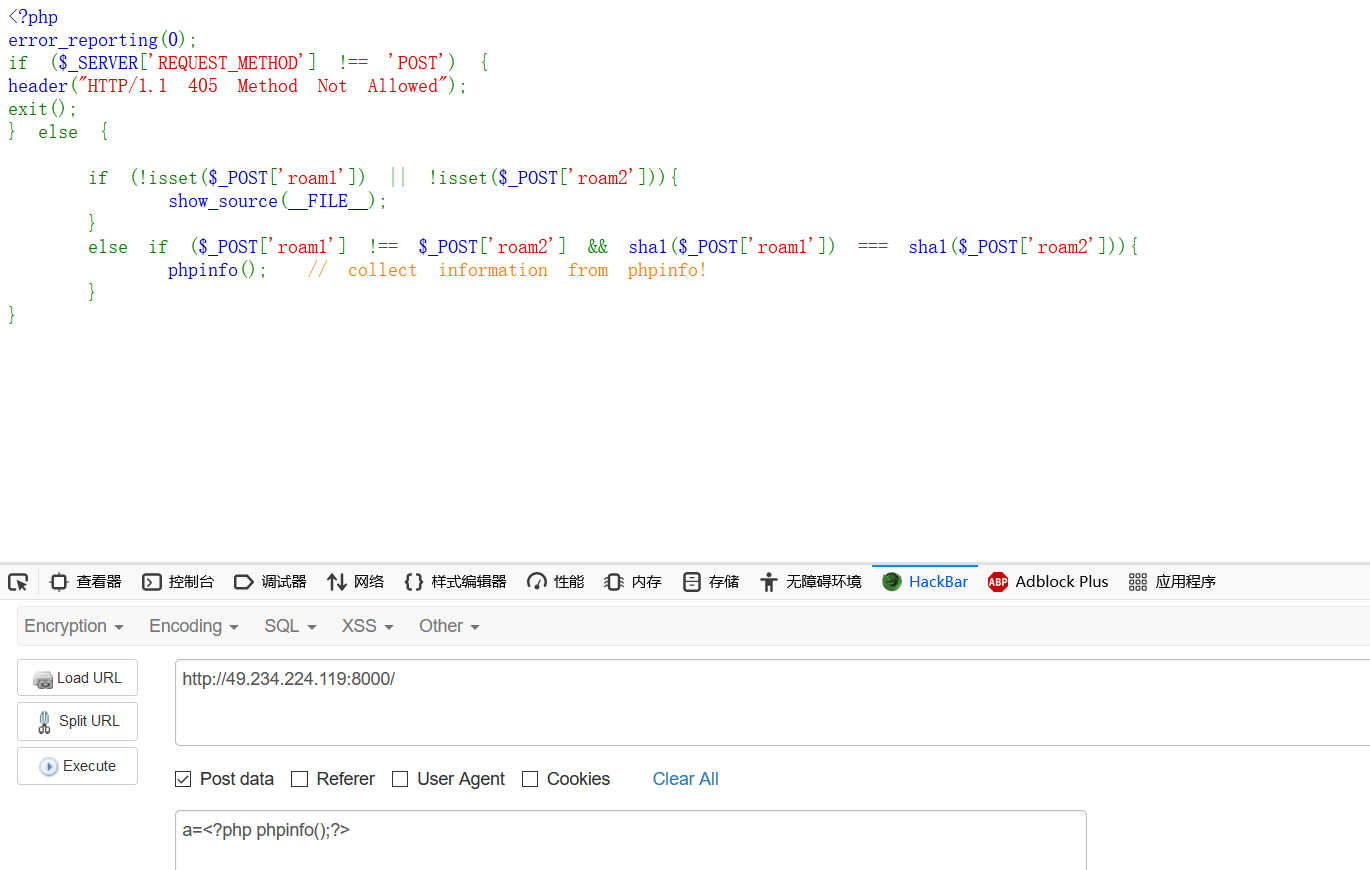 <?php
error_reporting(0);
if ($_SERVER['REQUEST_METHOD'] !== 'POST') {
header("HTTP/1.1 405 Method Not Allowed");
exit();
} else {
if (!isset($_POST['roam1']) || !isset($_POST['roam2'])){
show_source(__FILE__);
}
else if ($_POST['roam1'] !== $_POST['roam2'] && sha1($_POST['roam1']) === sha1($_POST['roam2'])){
phpinfo(); // collect information from phpinfo!
}
}
查看器 控制台 调试器 网络 {} 样式编辑器 性能 内存 存储 无障碍环境 HackBar ABP Adblock Plus 应用程序
Encryption Encoding SQL XSS Other
Load URL http://49.234.224.119:8000/
Split URL
Execute
Post data Referer User Agent Cookies Clear All
a=<?php phpinfo();?>